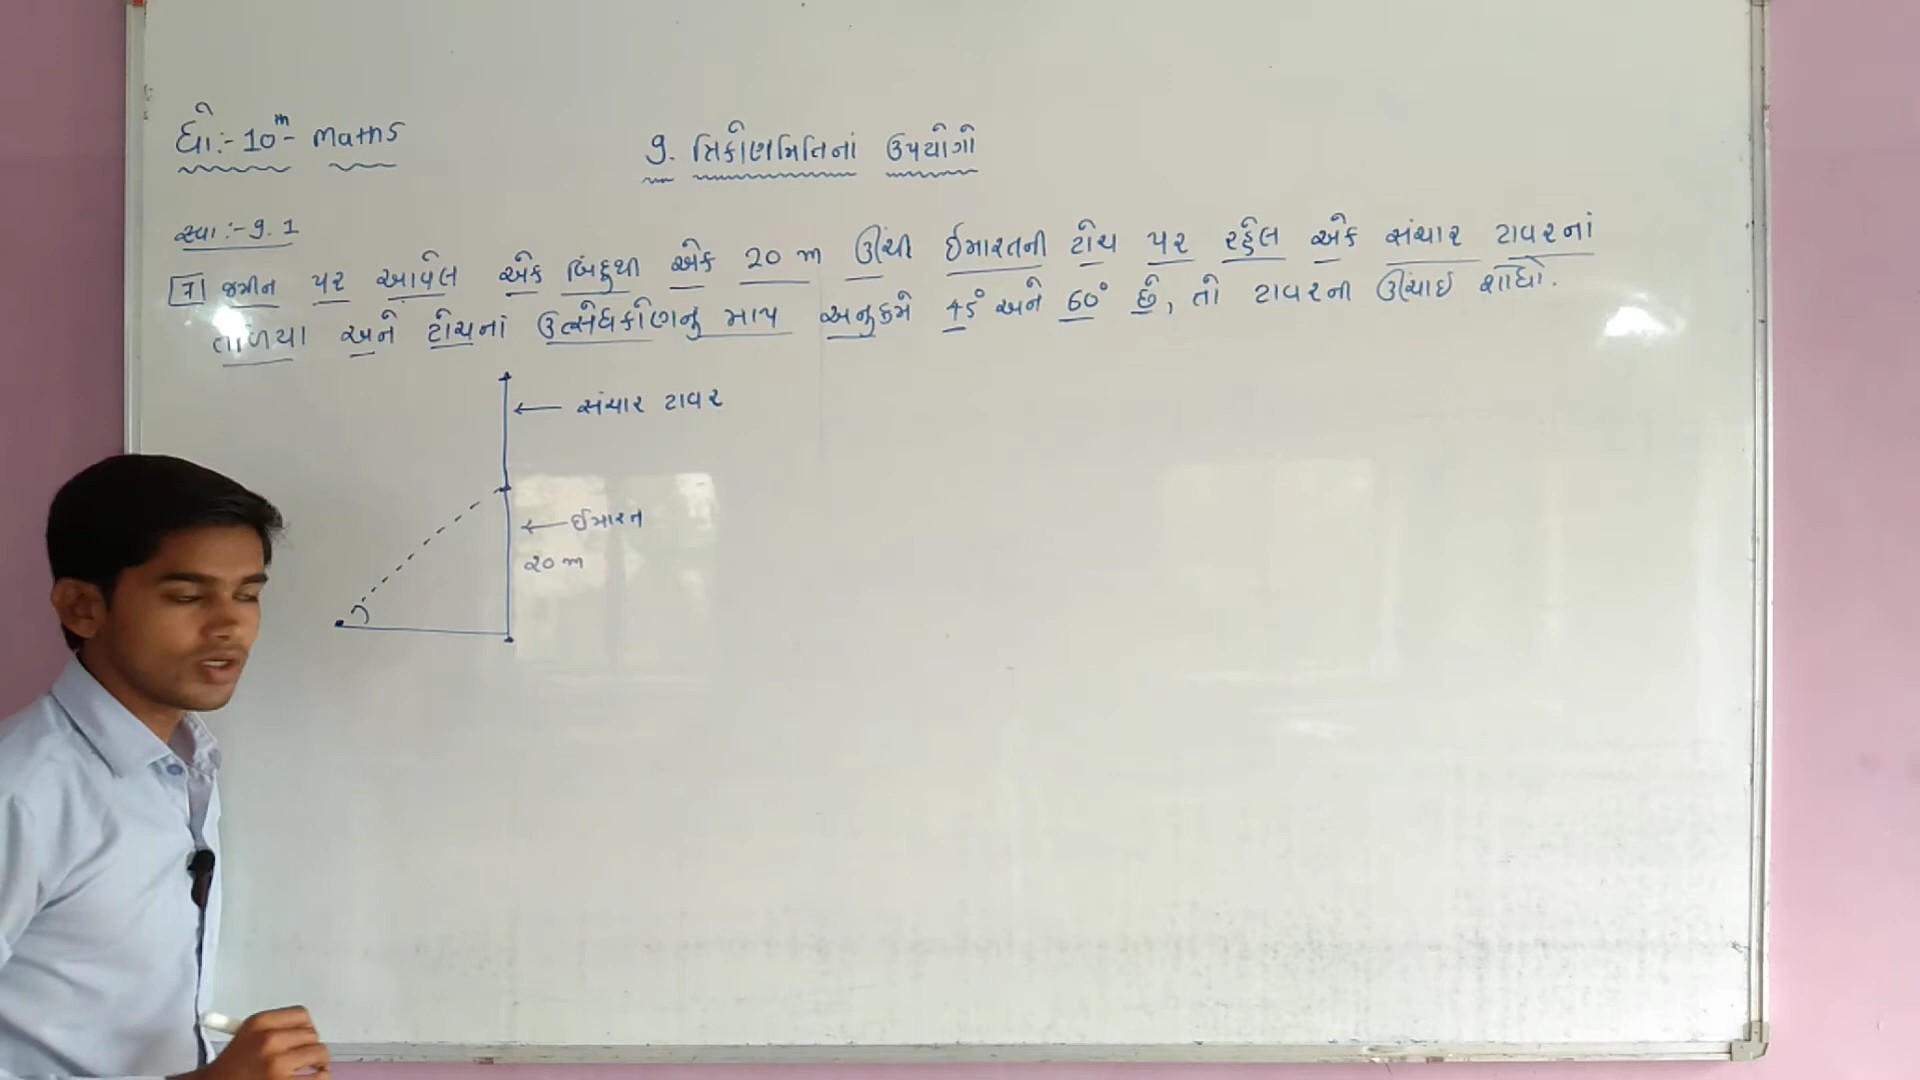 ધો:- 10th Maths
9. ત્રિકોણમિતિનાં ઉપયોગો
સ્વા :- 9.1
7 જમીન પર આવેલ એક બિંદુથી એક 20 m ઊંચી ઈમારતની ટોચ પર રહેલ એક સંચાર ટાવરનાં
તળિયા અને ટોચનાં ઉત્સેધકોણનું માપ અનુક્રમે 45° અને 60° છે, તો ટાવરની ઊંચાઈ શોધો.
સંચાર ટાવર
ઈમારત
૨૦ m